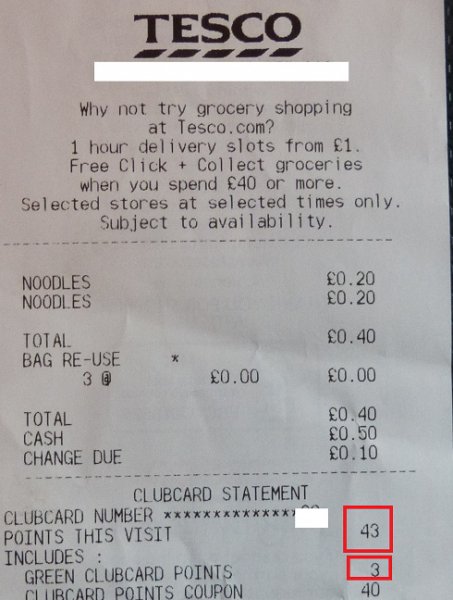 TESCO
Why not try grocery shopping
at Tesco.com?
1 hour delivery slots from £1.
Free Click + Collect groceries
when you spend £40 or more.
Selected stores at selected times only.
Subject to availability.
NOODLES £0.20
NOODLES £0.20
TOTAL £0.40
BAG RE-USE *
3 @ £0.00 £0.00
TOTAL £0.40
CASH £0.50
CHANGE DUE £0.10
CLUBCARD STATEMENT
CLUBCARD NUMBER **************
POINTS THIS VISIT 43
INCLUDES :
GREEN CLUBCARD POINTS 3
CLUBCARD POINTS COUPON 40